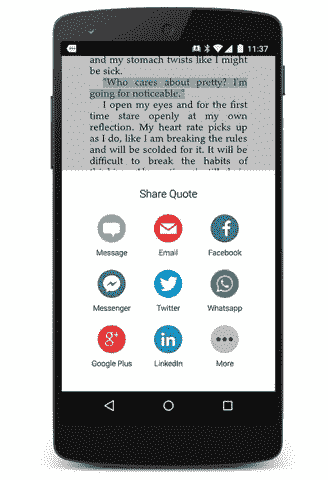 11:37
and my stomach twists like I might
be sick.
"Who cares about pretty? I'm
going for noticeable."
I open my eyes and for the first
time stare openly at my own
reflection. My heart rate picks up
as I do, like I am breaking the rules
and will be scolded for it. It will be
difficult to break the habits of
Share Quote
Message Email Facebook
Messenger Twitter Whatsapp
g+ in
Google Plus LinkedIn More